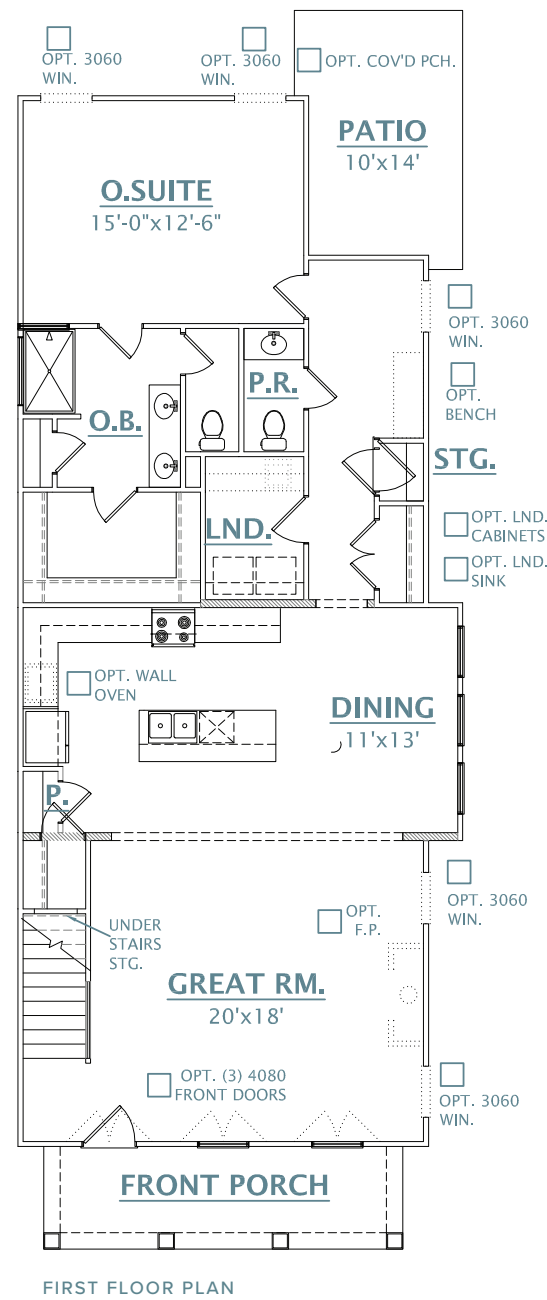 OPT. 3060
WIN.
OPT. 3060
WIN.
OPT. COV'D PCH.
PATIO
10'x14'
O.SUITE
15'-0"x12'-6"
OPT. 3060
WIN.
P.R.
OPT.
BENCH
O.B.
STG.
LND.
OPT. LND.
CABINETS
OPT. LND.
SINK
OPT. WALL
OVEN
DINING
11'x13'
P.
OPT. 3060
WIN.
UNDER
STAIRS
STG.
OPT.
F.P.
GREAT RM.
20'x18'
OPT. (3) 4080
FRONT DOORS
OPT. 3060
WIN.
FRONT PORCH
FIRST FLOOR PLAN